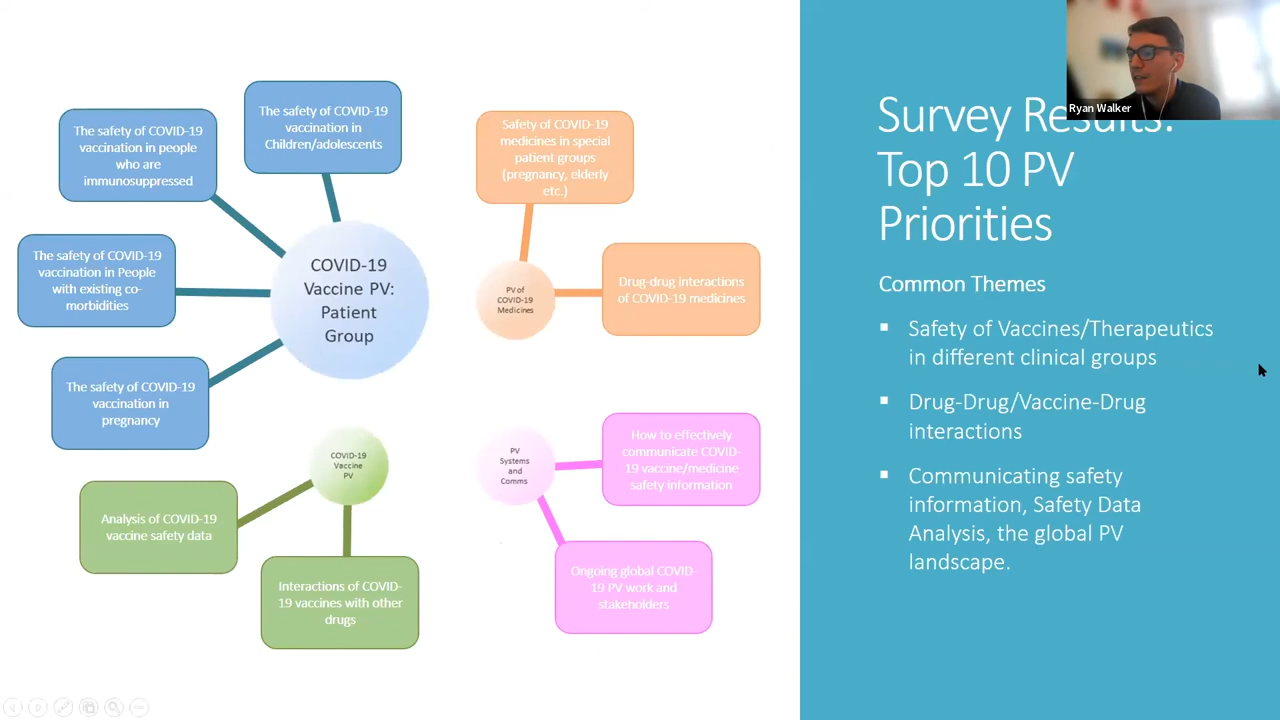 The safety of COVID-19
vaccination in people
who are
immunosuppressed
The safety of COVID-19
vaccination in
Children/adolescents
The safety of COVID-19
vaccination in People
with existing co-
morbidities
The safety of COVID-19
vaccination in
pregnancy
COVID-19
Vaccine PV:
Patient
Group
Safety of COVID-19
medicines in special
patient groups
(pregnancy, elderly
etc.)
PV of
COVID-19
Medicines
Drug-drug interactions
of COVID-19 medicines
COVID-19
Vaccine
PV
Analysis of COVID-19
vaccine safety data
Interactions of COVID-
19 vaccines with other
drugs
PV
Systems
and
Comms
How to effectively
communicate COVID-
19 vaccine/medicine
safety information
Ongoing global COVID-
19 PV work and
stakeholders
Ryan Walker
Survey Results:
Top 10 PV
Priorities
Common Themes
▪ Safety of Vaccines/Therapeutics
in different clinical groups
▪ Drug-Drug/Vaccine-Drug
interactions
▪ Communicating safety
information, Safety Data
Analysis, the global PV
landscape.